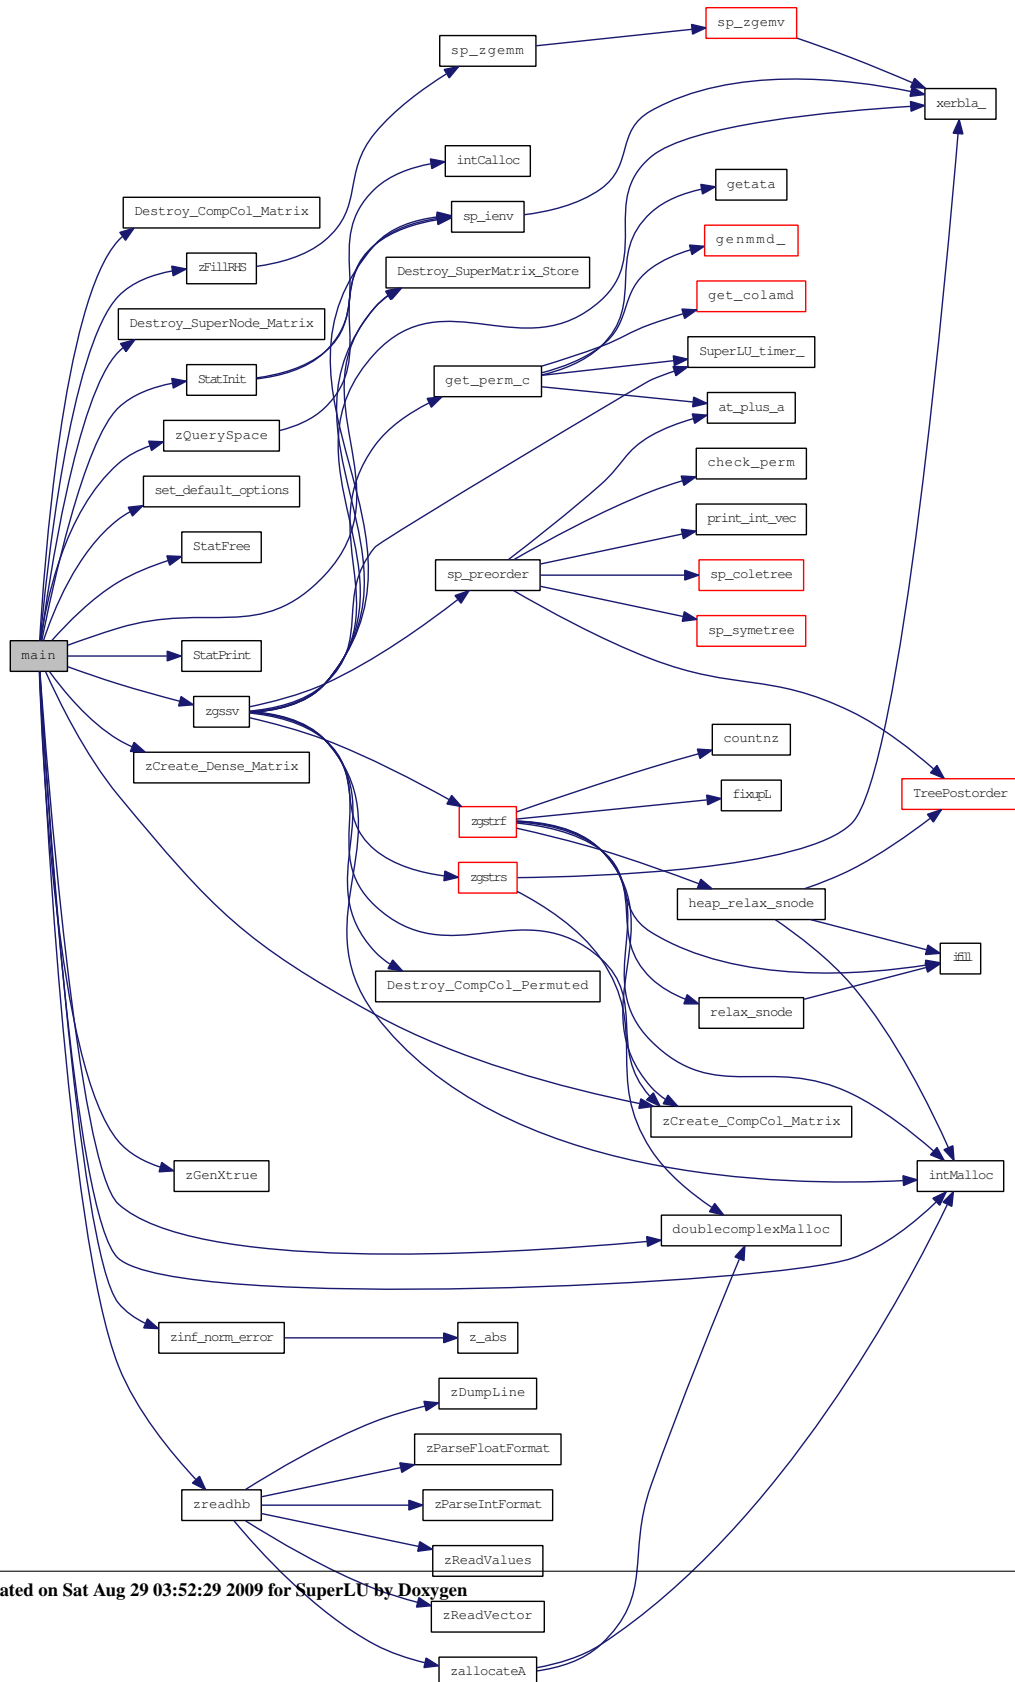 sp_zgemv
sp_zgemm
xerbla_
intCalloc
getata
Destroy_CompCol_Matrix
sp_ienv
genmmd_
zFillRHS
Destroy_SuperMatrix_Store
get_colamd
Destroy_SuperNode_Matrix
SuperLU_timer_
StatInit
get_perm_c
at_plus_a
zQuerySpace
check_perm
set_default_options
print_int_vec
StatFree
sp_preorder
sp_coletree
sp_symetree
main
StatPrint
zgssv
countnz
zCreate_Dense_Matrix
fixupL
TreePostorder
zgstrf
zgstrs
heap_relax_snode
ifill
Destroy_CompCol_Permuted
relax_snode
zCreate_CompCol_Matrix
zGenXtrue
intMalloc
doublecomplexMalloc
zinf_norm_error
z_abs
zDumpLine
zParseFloatFormat
zreadhb
zParseIntFormat
zReadValues
ated on Sat Aug 29 03:52:29 2009 for SuperLU by Doxygen
zReadVector
zallocateA